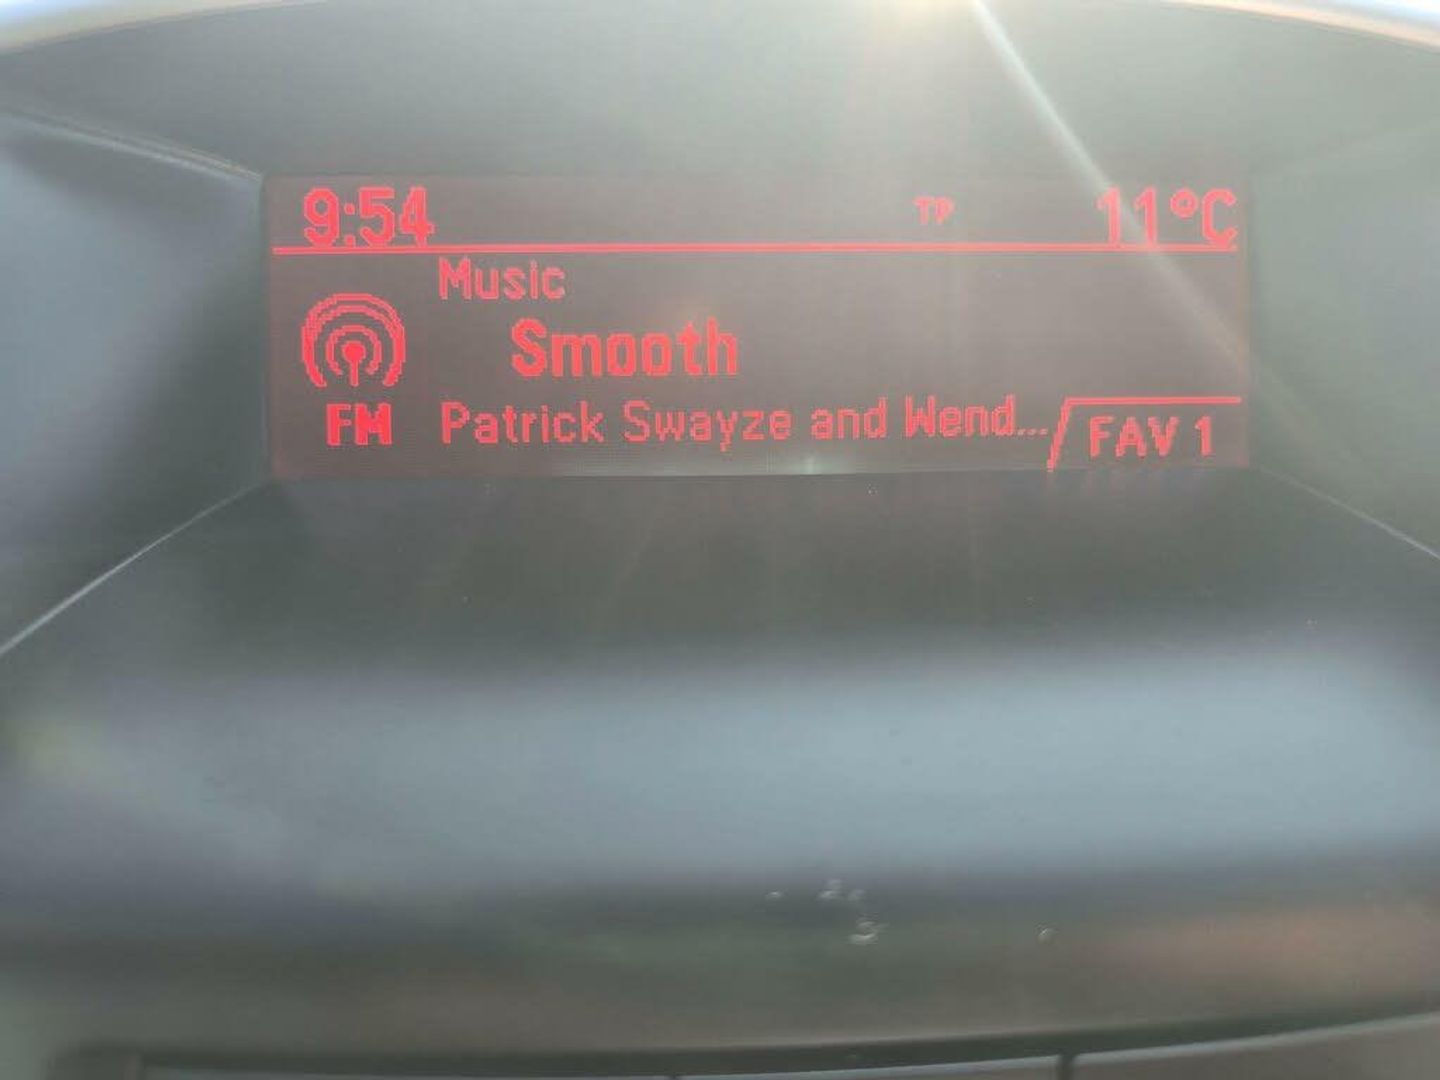 9:54 TP 11°C
Music
Smooth
FM Patrick Swayze and Wend... FAV 1